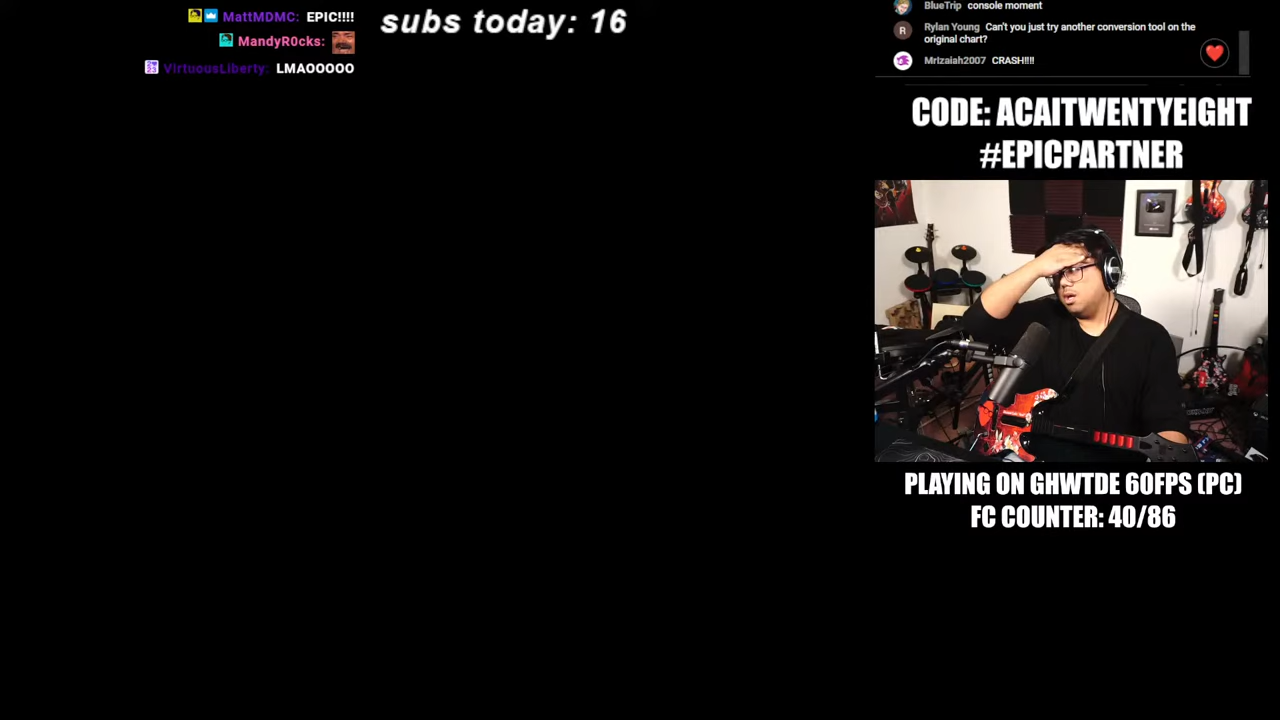 MattMDMC: EPIC!!!!
MandyR0cks:
VirtuousLiberty: LMAOOOOO
subs today: 16
BlueTrip console moment
R Rylan Young Can't you just try another conversion tool on the
original chart?
MrIzaiah2007 CRASH!!!!
CODE: ACAITWENTYEIGHT
#EPICPARTNER
PLAYING ON GHWTDE 60FPS (PC)
FC COUNTER: 40/86